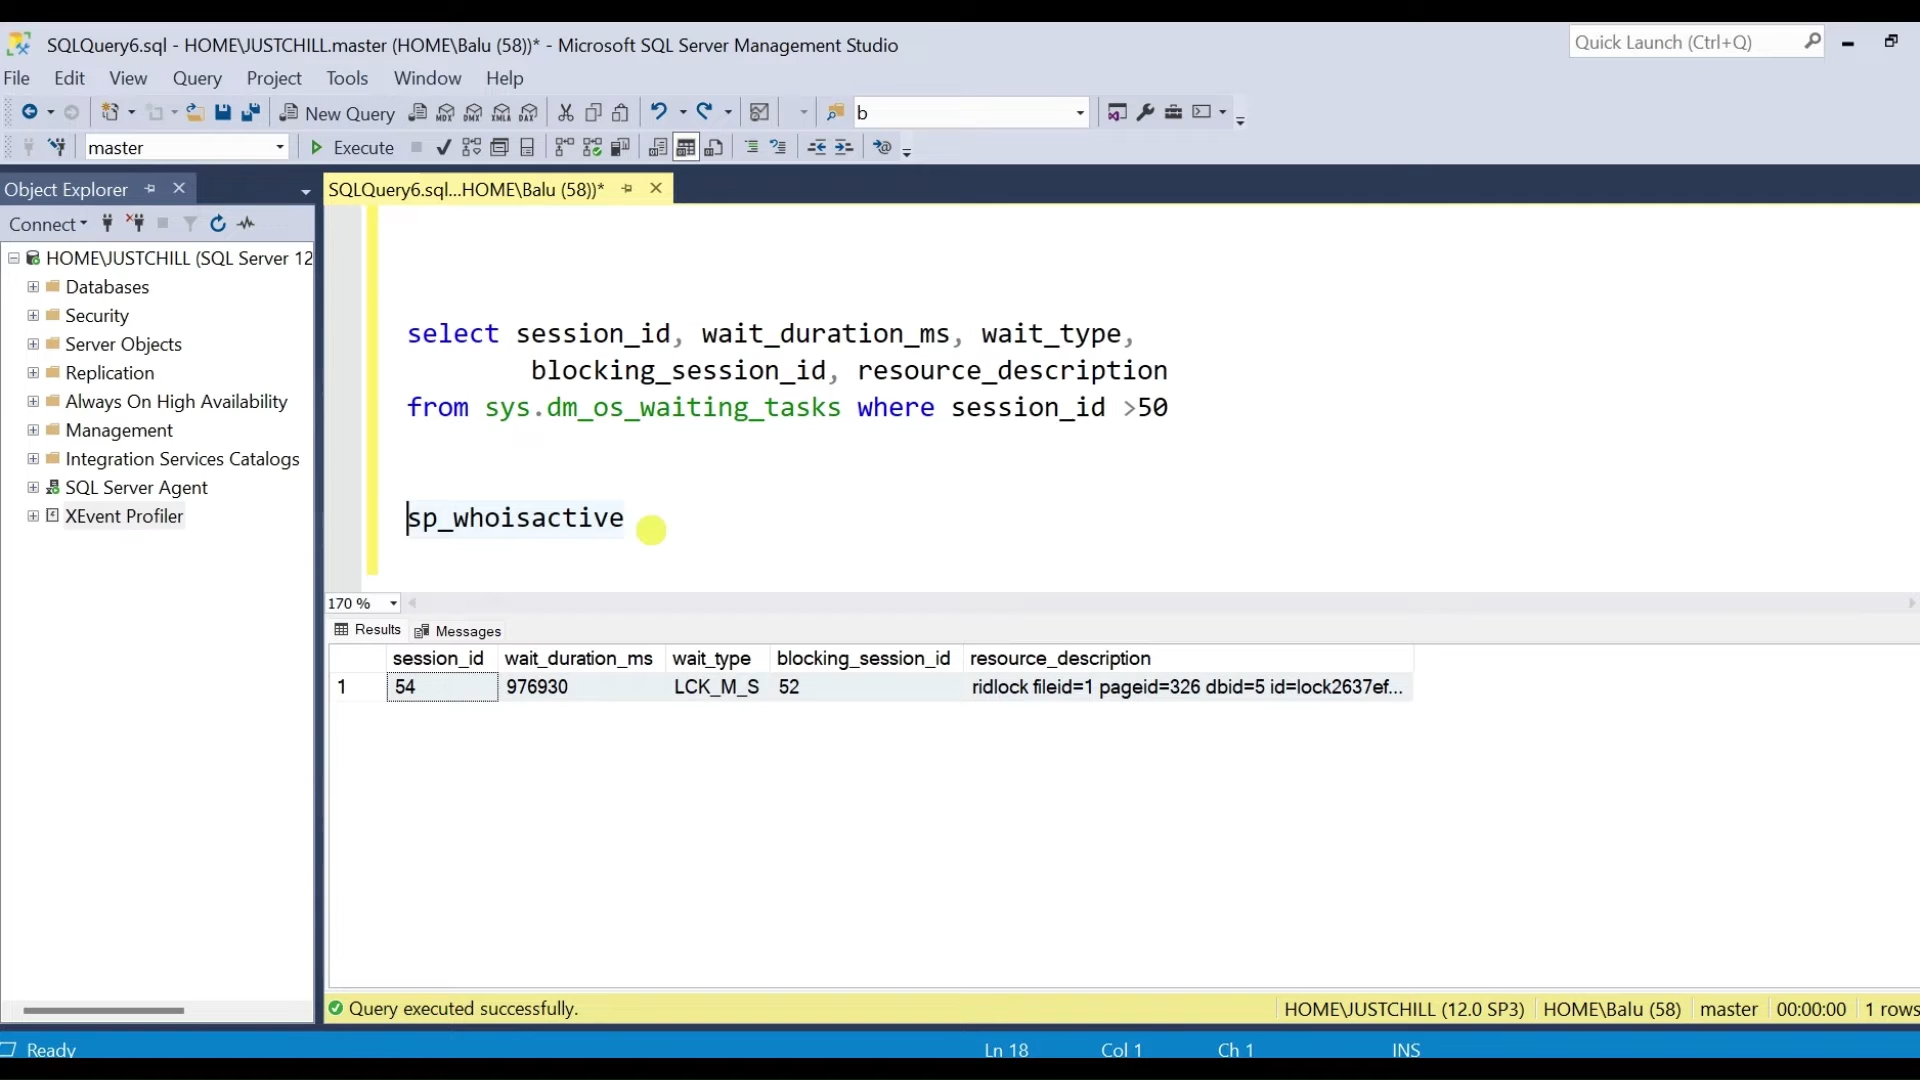 SQLQuery6.sql - HOME\JUSTCHILL.master (HOME\Balu (58))* - Microsoft SQL Server Management Studio
Quick Launch (Ctrl+Q)
File Edit View Query Project Tools Window Help
New Query
MDX DMX XMLA DAX
b
master
Execute
Object Explorer
SQLQuery6.sql...HOME\Balu (58))*
Connect
HOME\JUSTCHILL (SQL Server 12
Databases
Security
Server Objects
Replication
Always On High Availability
Management
Integration Services Catalogs
SQL Server Agent
XEvent Profiler
select session_id, wait_duration_ms, wait_type,
blocking_session_id, resource_description
from sys.dm_os_waiting_tasks where session_id >50
sp_whoisactive
170 %
Results Messages
session_id wait_duration_ms wait_type blocking_session_id resource_description
1 54 976930 LCK_M_S 52 ridlock fileid=1 pageid=326 dbid=5 id=lock2637ef...
Query executed successfully.
HOME\JUSTCHILL (12.0 SP3) HOME\Balu (58) master 00:00:00 1 rows
Ready Ln 18 Col 1 Ch 1 INS